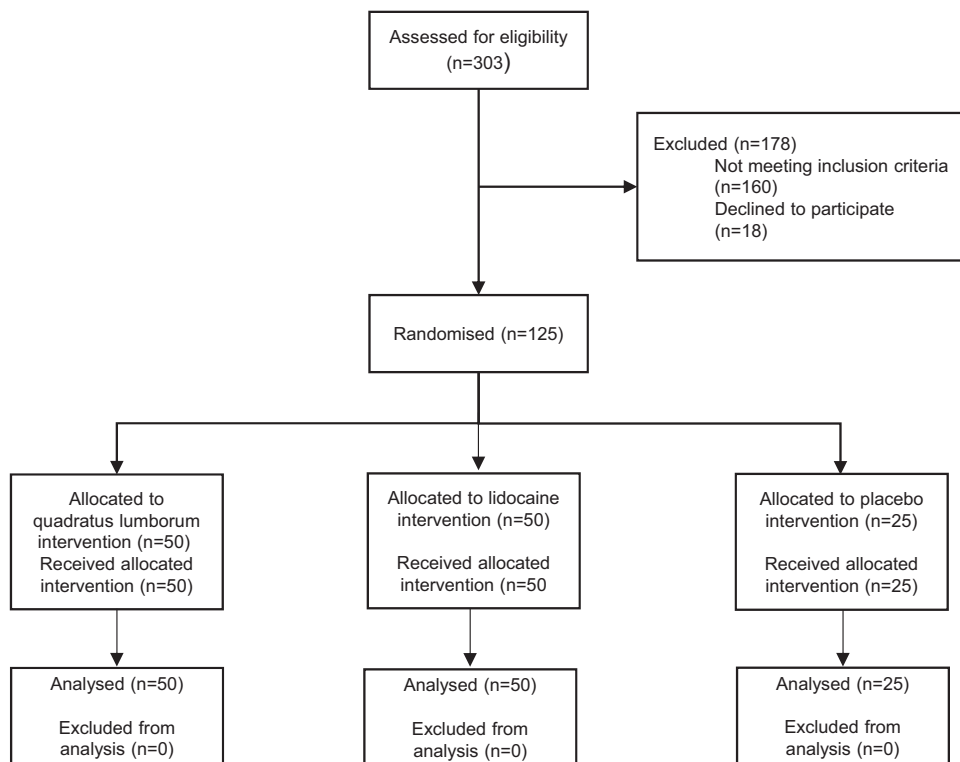 Assessed for eligibility
(n=303)
Excluded (n=178)
Not meeting inclusion criteria
(n=160)
Declined to participate
(n=18)
Randomised (n=125)
Allocated to
quadratus lumborum
intervention (n=50)
Received allocated
intervention (n=50)
Allocated to lidocaine
intervention (n=50)
Received allocated
intervention (n=50
Allocated to placebo
intervention (n=25)
Received allocated
intervention (n=25)
Analysed (n=50)
Excluded from
analysis (n=0)
Analysed (n=50)
Excluded from
analysis (n=0)
Analysed (n=25)
Excluded from
analysis (n=0)